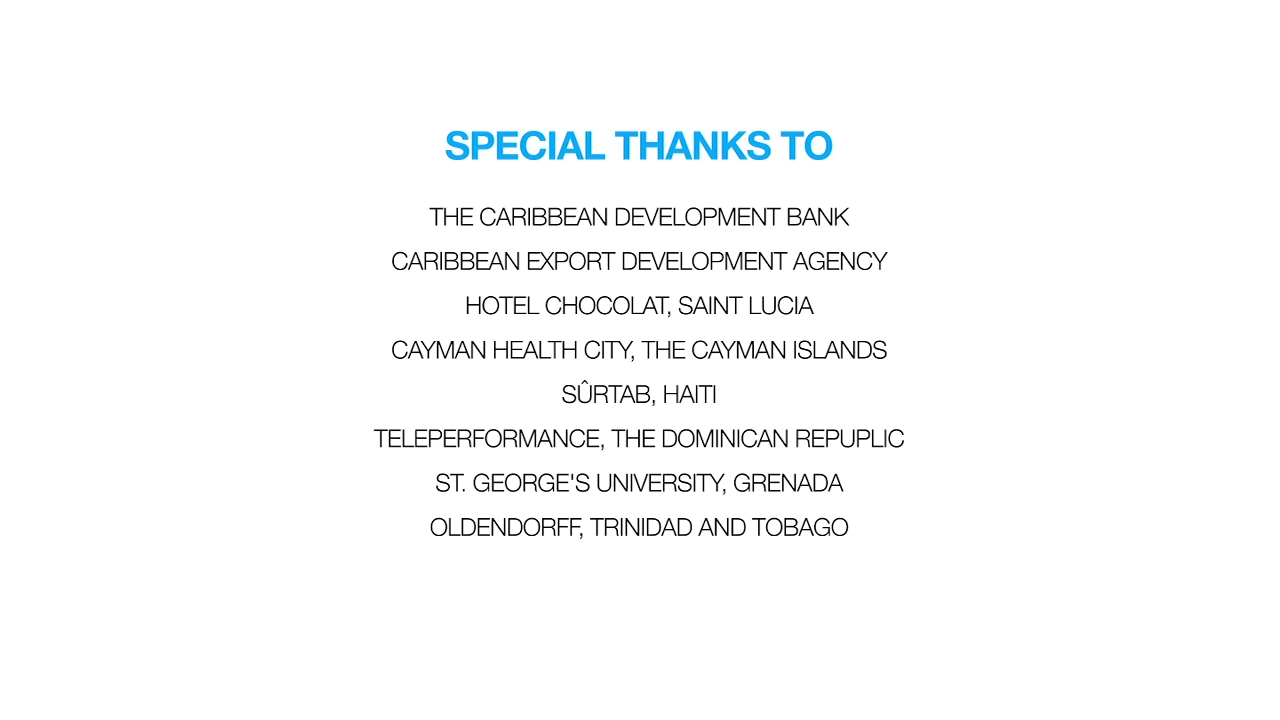 SPECIAL THANKS TO
THE CARIBBEAN DEVELOPMENT BANK
CARIBBEAN EXPORT DEVELOPMENT AGENCY
HOTEL CHOCOLAT, SAINT LUCIA
CAYMAN HEALTH CITY, THE CAYMAN ISLANDS
SÛRTAB, HAITI
TELEPERFORMANCE, THE DOMINICAN REPUPLIC
ST. GEORGE'S UNIVERSITY, GRENADA
OLDENDORFF, TRINIDAD AND TOBAGO